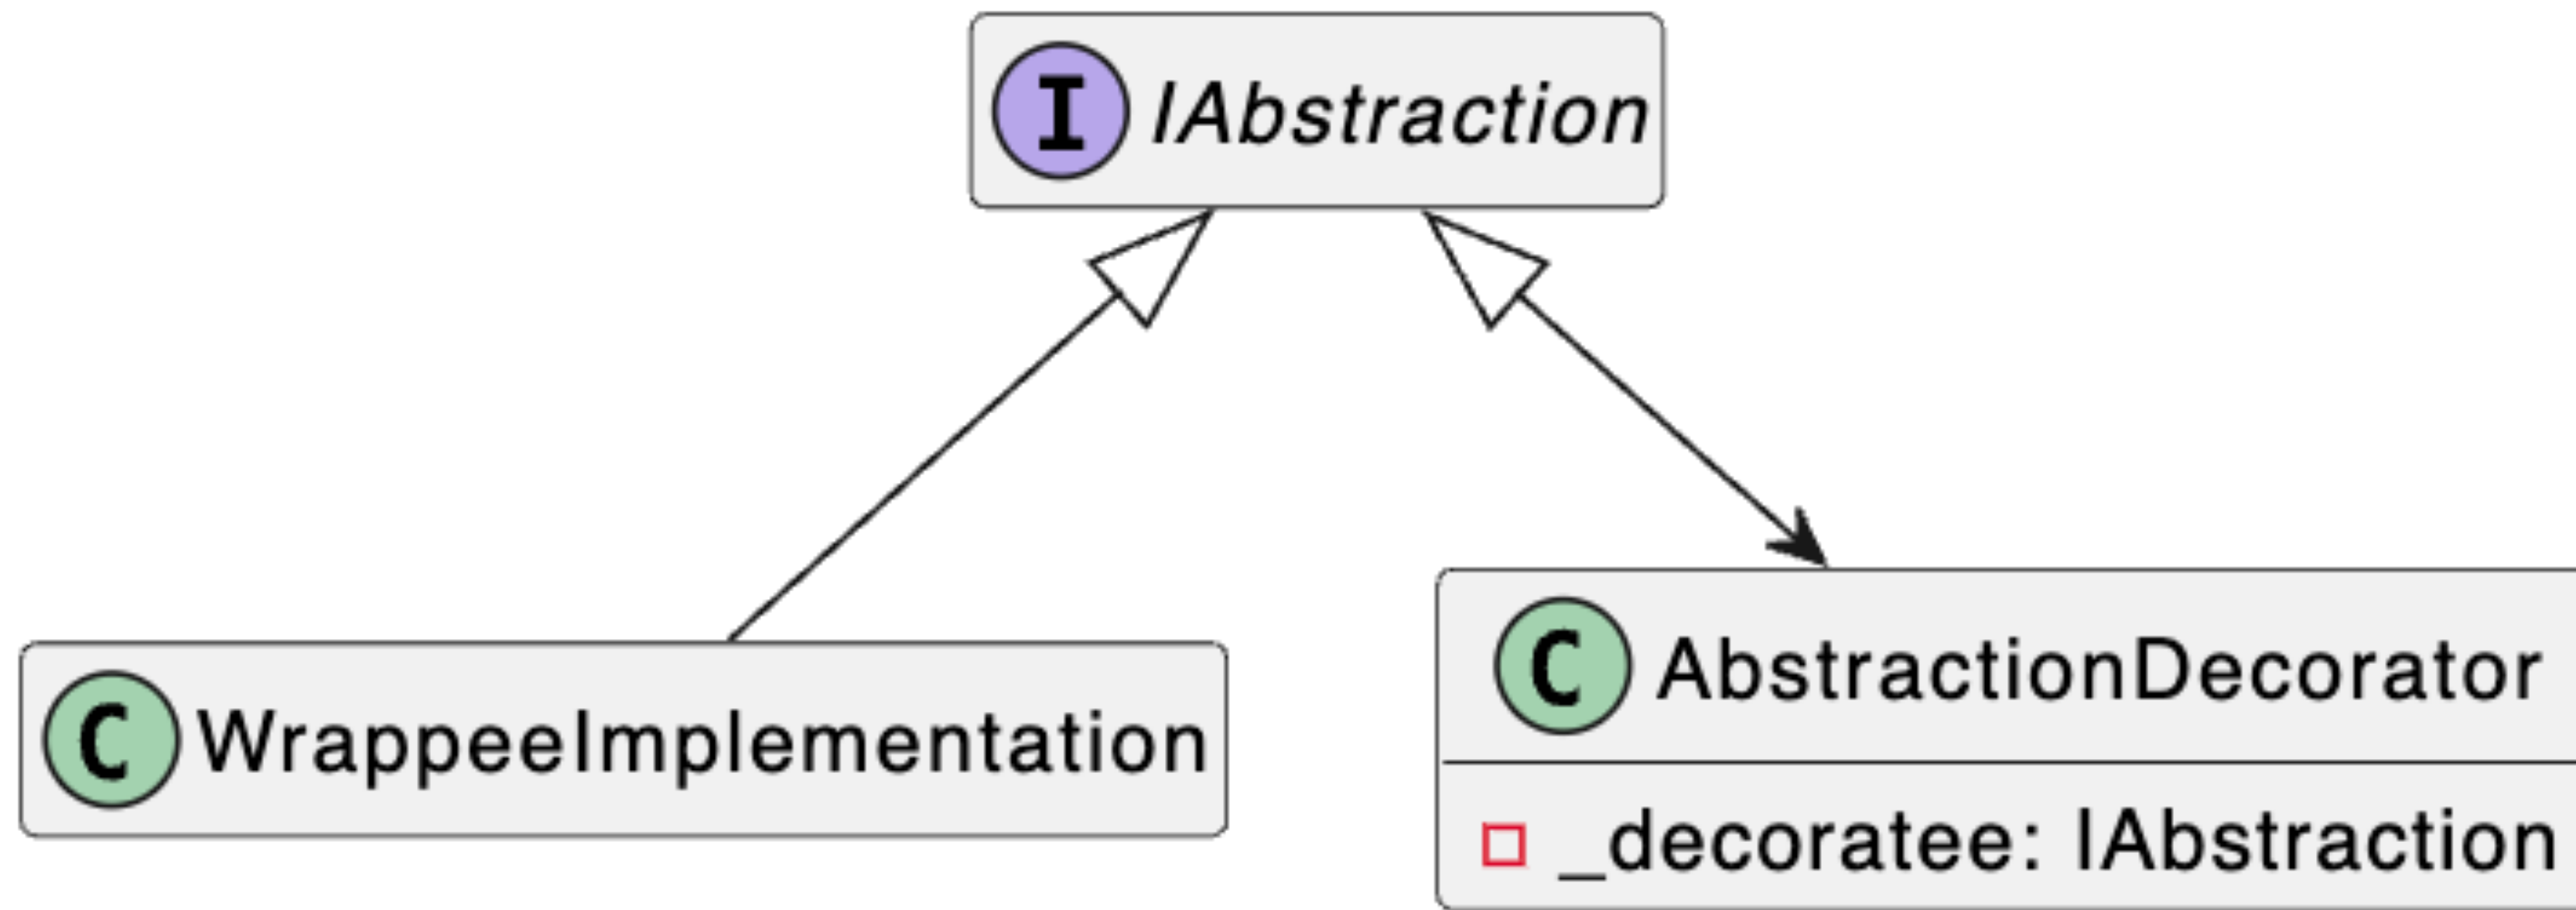 I IAbstraction
C WrappeeImplementation
C AbstractionDecorator
_decoratee: IAbstraction